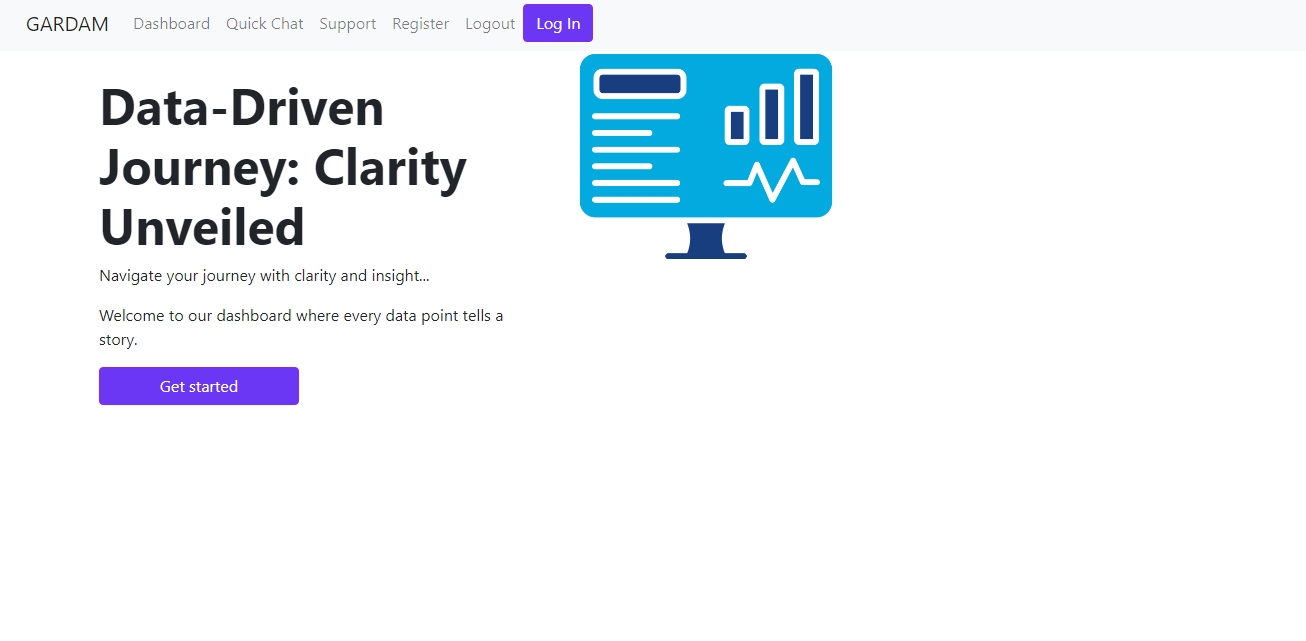 GARDAM Dashboard Quick Chat Support Register Logout Log In
Data-Driven
Journey: Clarity
Unveiled
Navigate your journey with clarity and insight...
Welcome to our dashboard where every data point tells a
story.
Get started